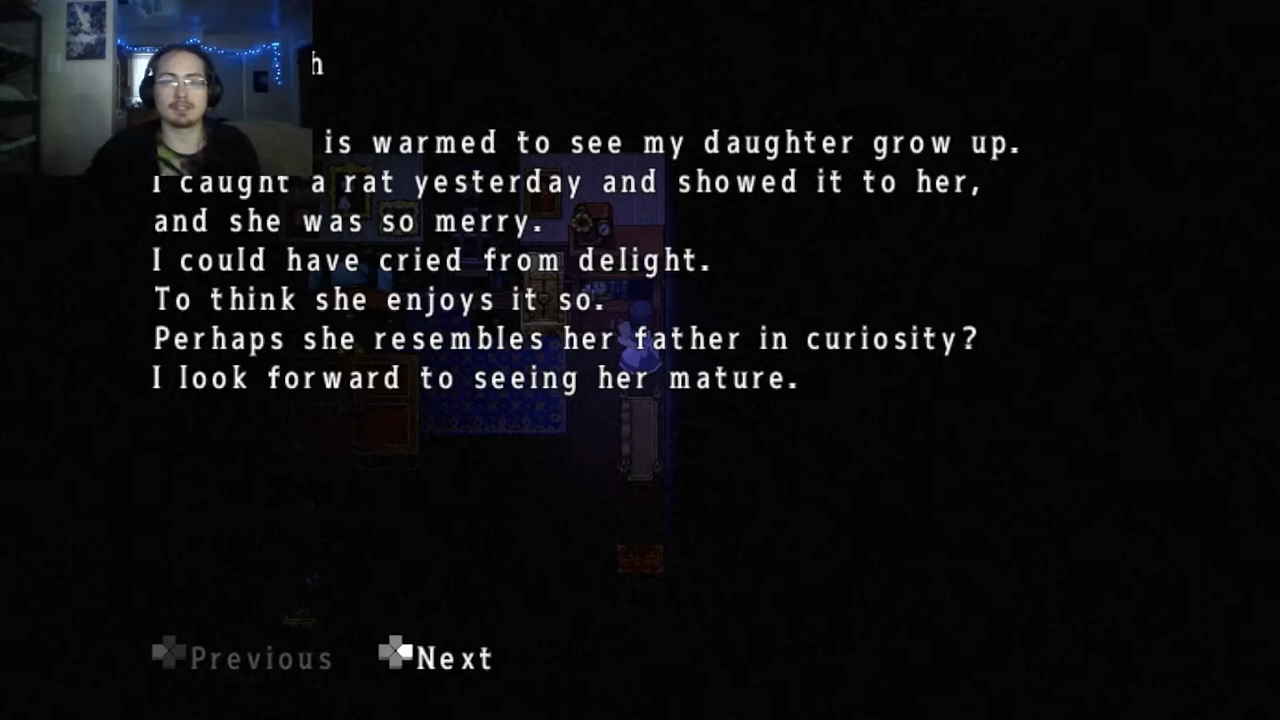 h
is warmed to see my daughter grow up.
I caught a rat yesterday and showed it to her,
and she was so merry.
I could have cried from delight.
To think she enjoys it so.
Perhaps she resembles her father in curiosity?
I look forward to seeing her mature.
Previous Next